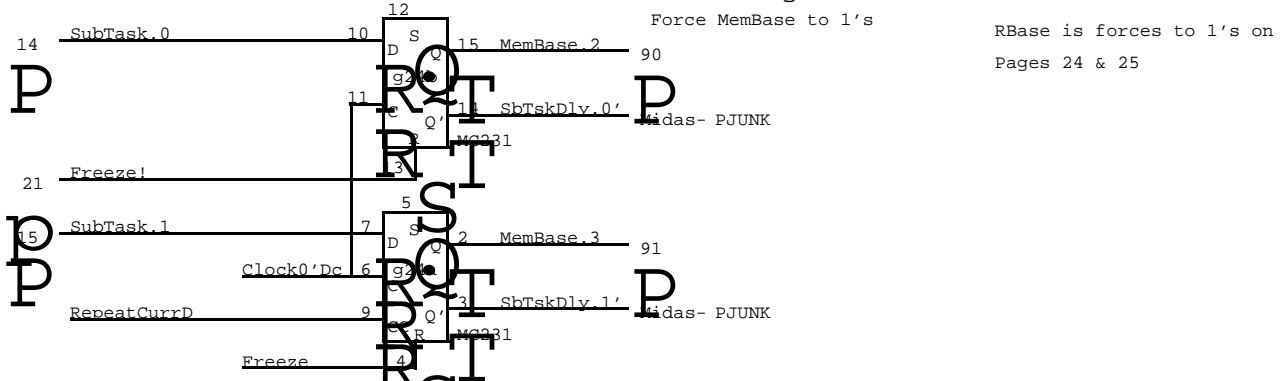 12
Force MemBase to 1's
SubTask.0
10
S
RBase is forces to 1's on
14
D
Q
15
MemBase.2
90
Pages 24 & 25
P
R
Q
T
P
11
C
14
SbTskDly.0'
Q'
Midas- PJUNK
R
MC231
R
T
13
Freeze!
21
S
5
P
15
SubTask.1
7
S
D
Q
2
MemBase.3
91
P
Clock0'Dc
6
R
Q
T
P
C
3
SbTskDly.1'
RepeatCurrD
9
Q'
Midas- PJUNK
R
R
MC231
T
Freeze
4
R